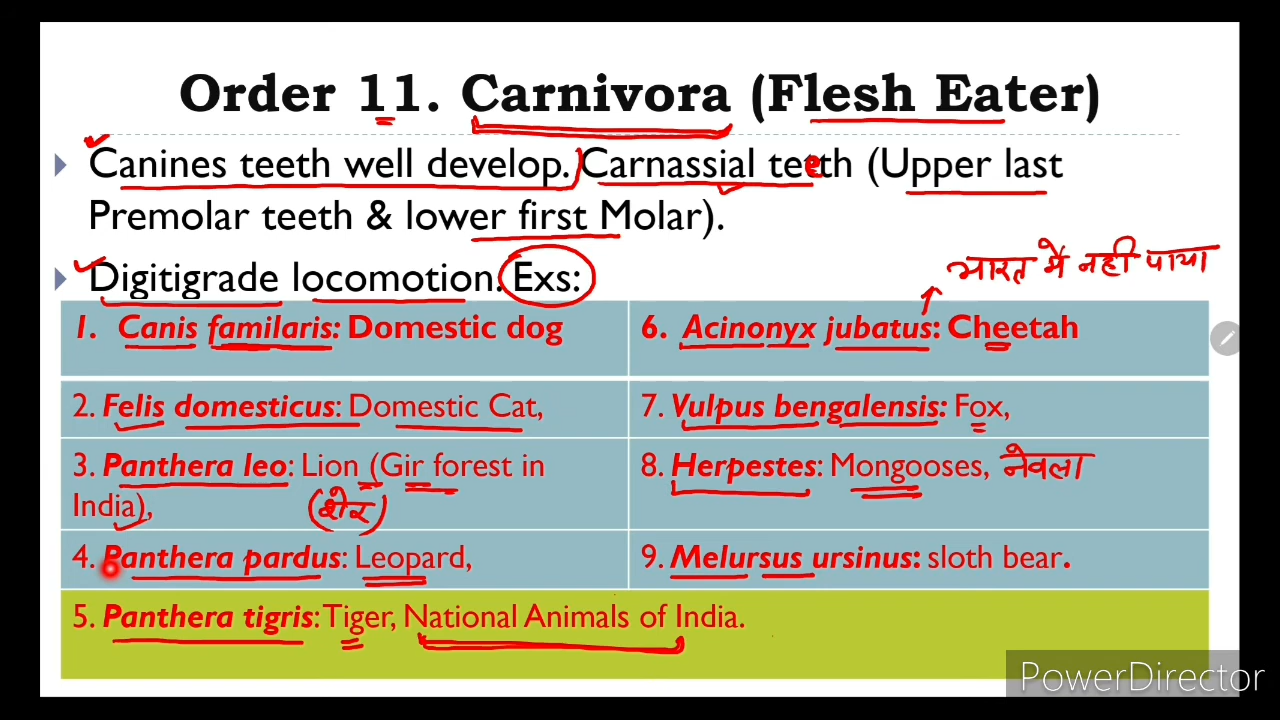 Order 11. Carnivora (Flesh Eater)
Canines teeth well develop. Carnassial teeth (Upper last
Premolar teeth & lower first Molar).
भारत में नही पाया
Digitigrade locomotion. Exs:
1. Canis familaris: Domestic dog
6. Acinonyx jubatus: Cheetah
2. Felis domesticus: Domestic Cat,
7. Vulpus bengalensis: Fox,
3. Panthera leo: Lion (Gir forest in
India),
(शेर)
8. Herpestes: Mongooses, नेवला
4. Panthera pardus: Leopard,
9. Melursus ursinus: sloth bear.
5. Panthera tigris: Tiger, National Animals of India.
PowerDirector